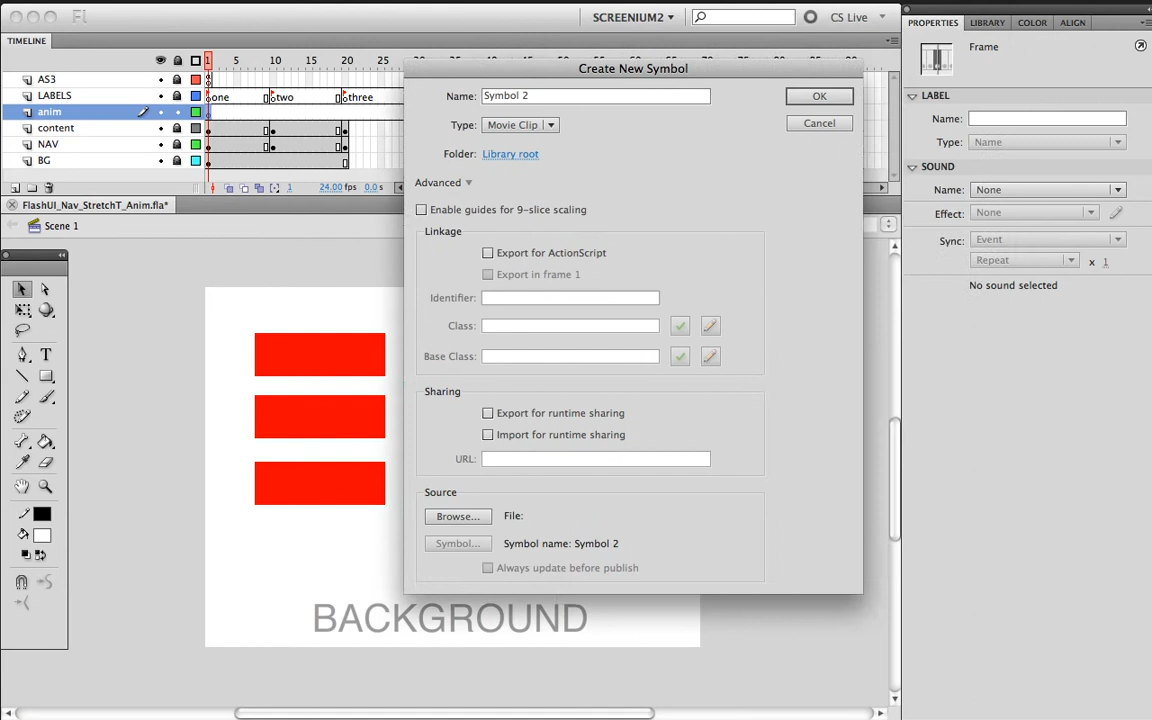 Fl
SCREENIUM2
CS Live
TIMELINE
1 5 10 15 20 25
AS3
LABELS
one
two
three
anim
content
NAV
BG
1
24.00 fps
0.0 s
FlashUI_Nav_StretchT_Anim.fla*
Scene 1
BACKGROUND
Create New Symbol
Name:
Symbol 2
OK
Type:
Movie Clip
Cancel
Folder:
Library root
Advanced
Enable guides for 9-slice scaling
Linkage
Export for ActionScript
Export in frame 1
Identifier:
Class:
Base Class:
Sharing
Export for runtime sharing
Import for runtime sharing
URL:
Source
Browse...
File:
Symbol...
Symbol name: Symbol 2
Always update before publish
PROPERTIES
LIBRARY
COLOR
ALIGN
Frame
LABEL
Name:
Type:
Name
SOUND
Name:
None
Effect:
None
Sync:
Event
Repeat
x 1
No sound selected